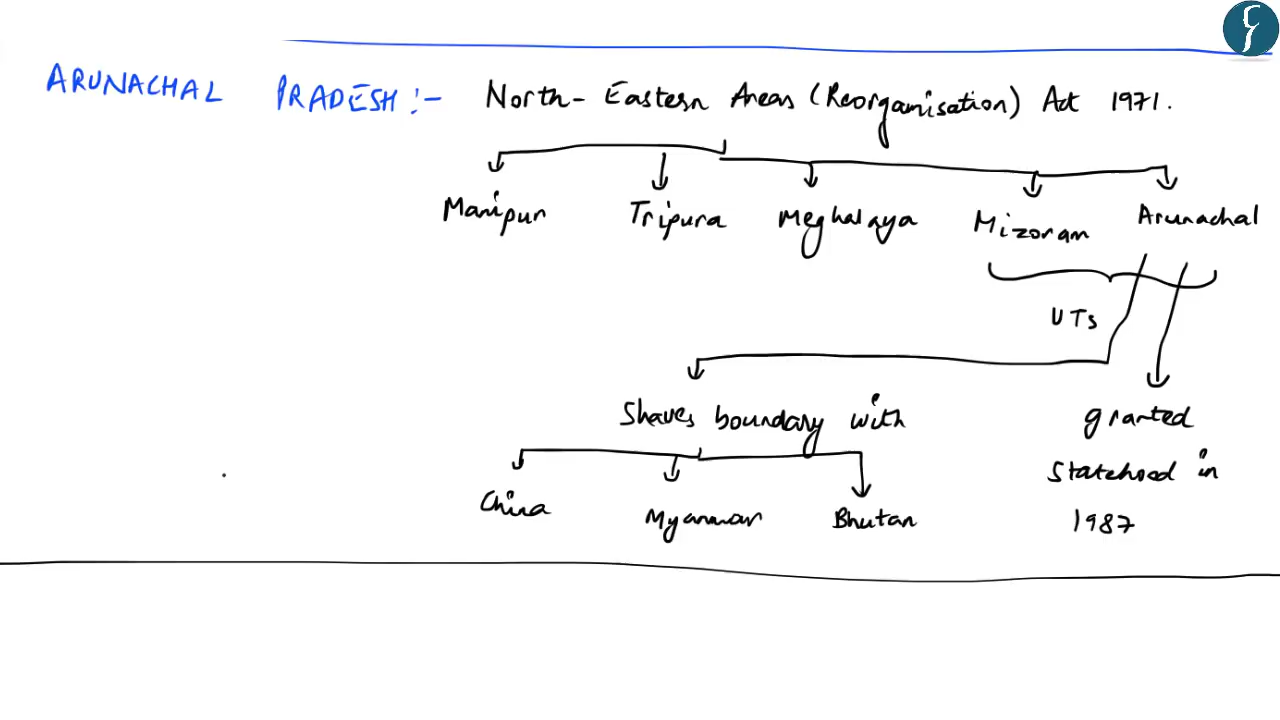 ARUNACHAL PRADESH :- North-Eastern Areas (Reorganisation) Act 1971.
Manipur Tripura Meghalaya Mizoram Arunachal
UTs
Shares boundary with granted
Statehood in
China Myanmar Bhutan 1987